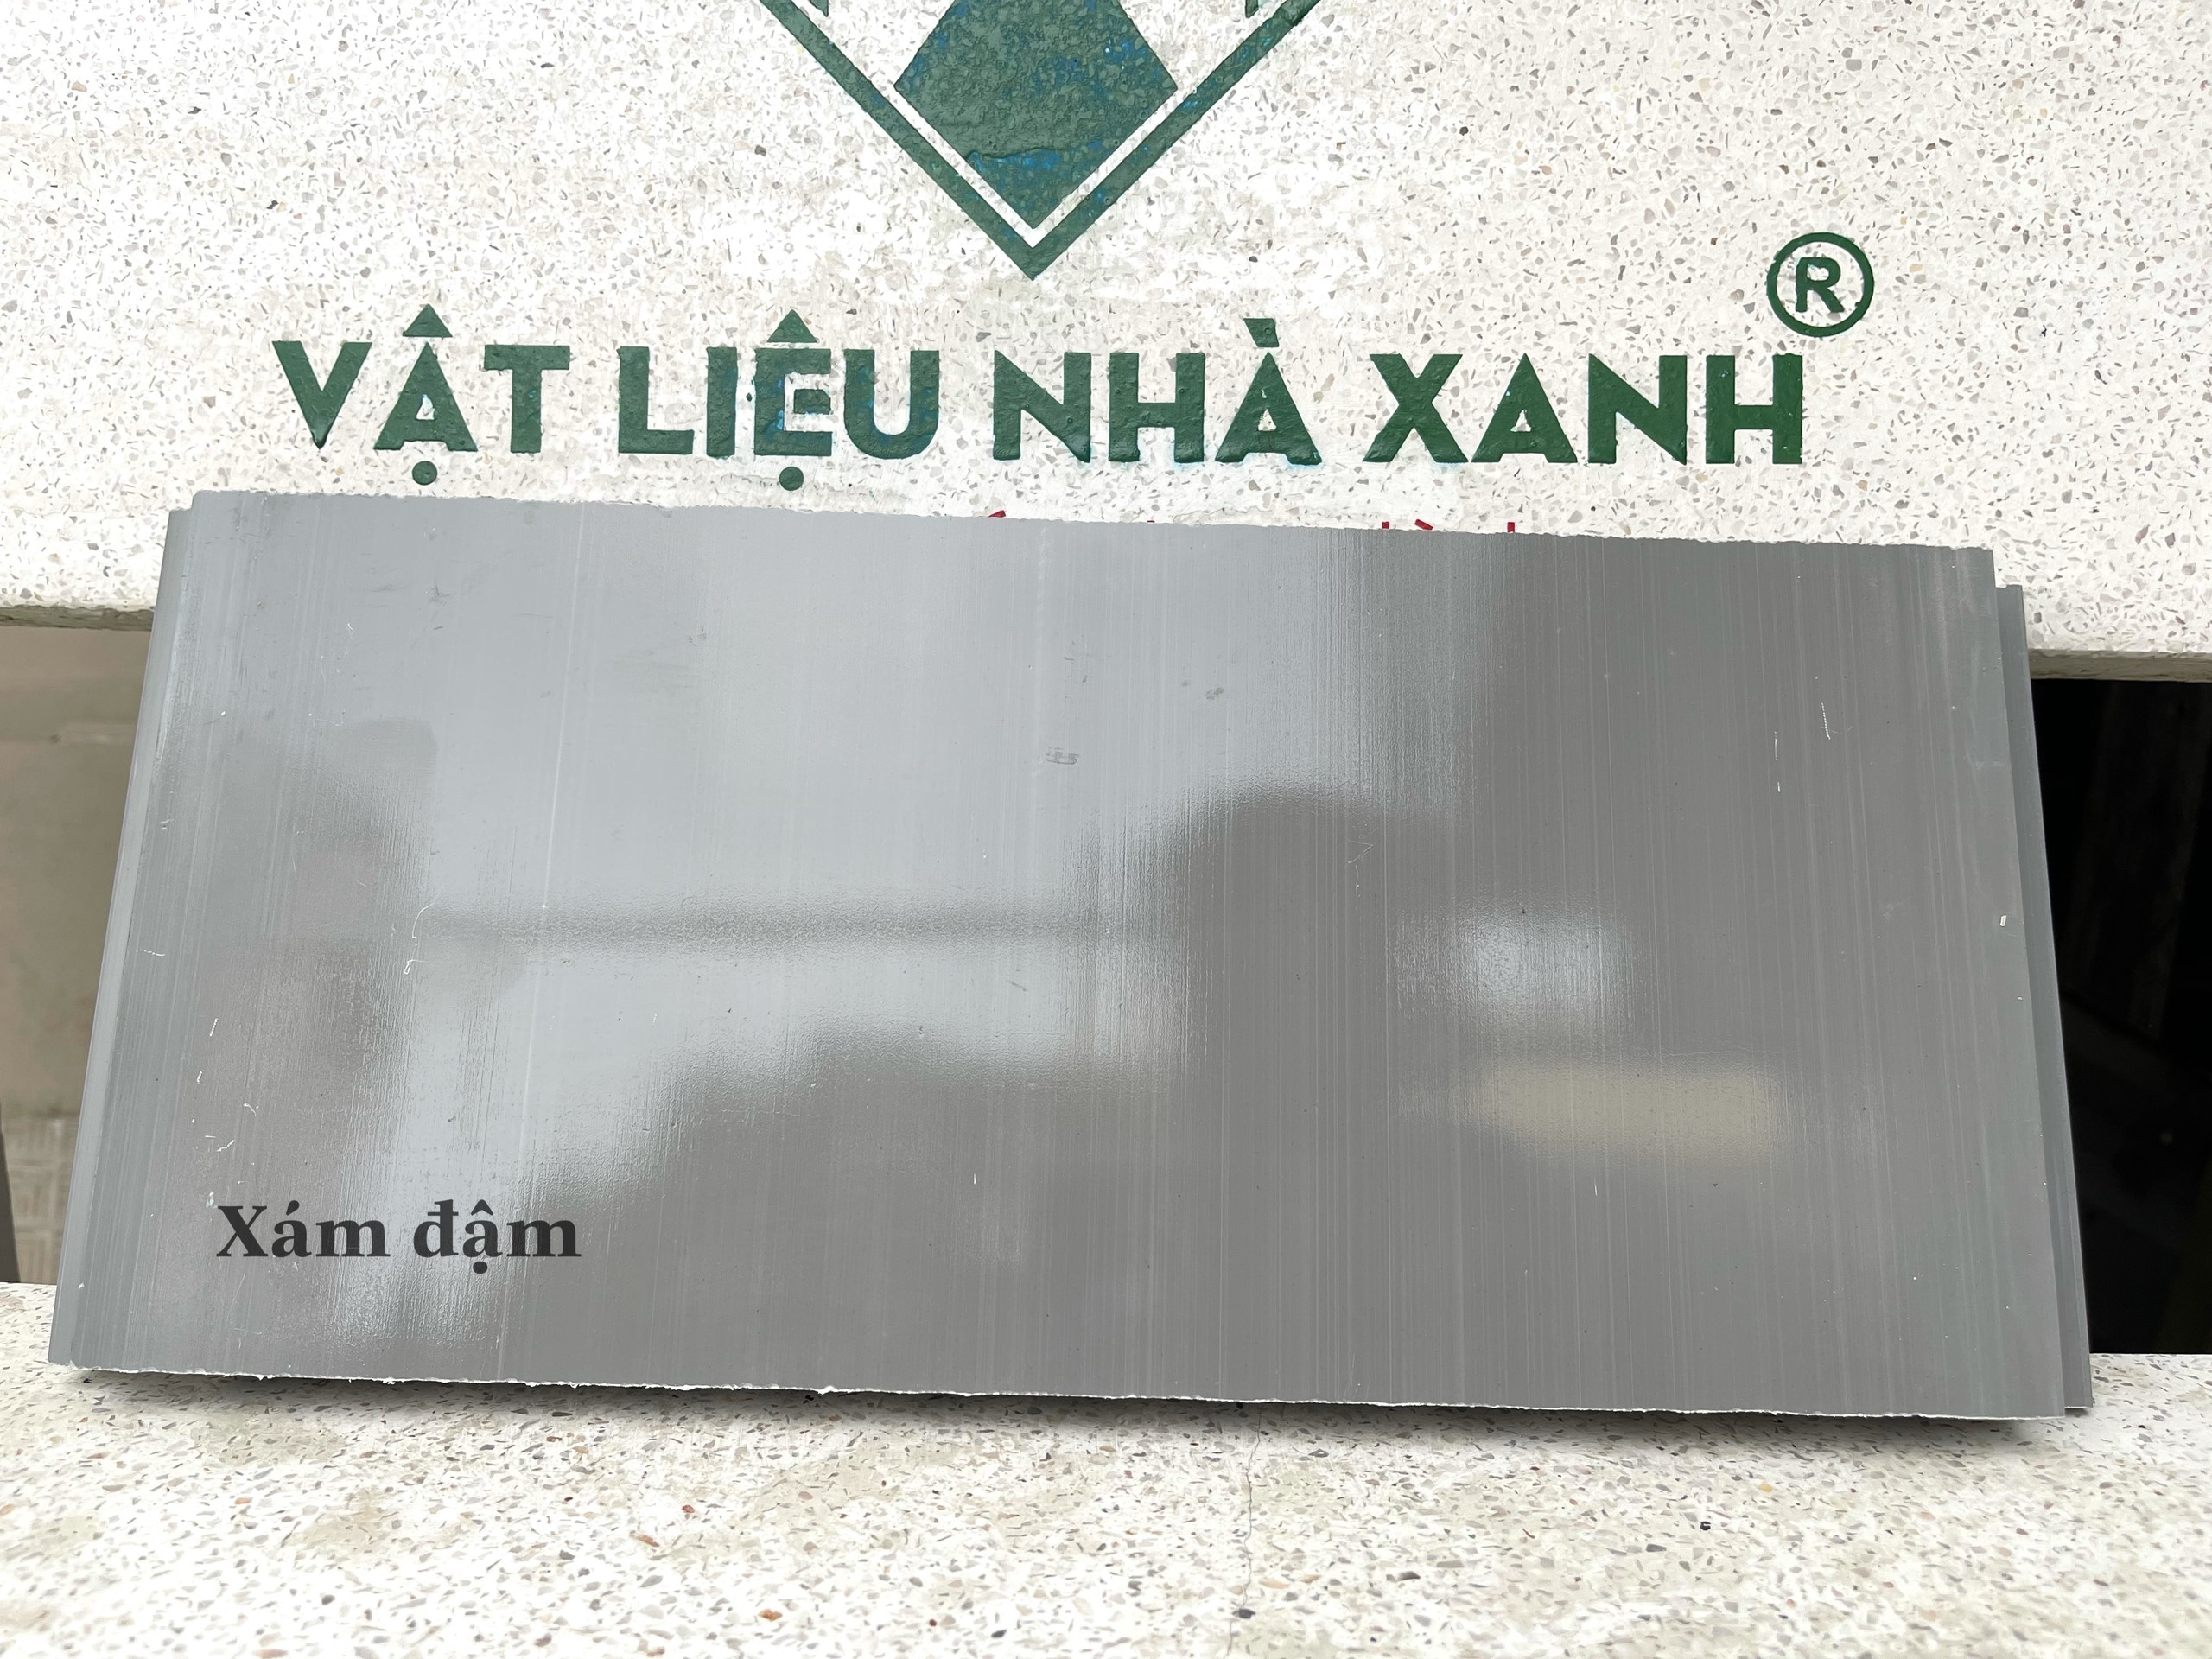 ®
VẬT LIỆU NHÀ XANH
Xám đậm